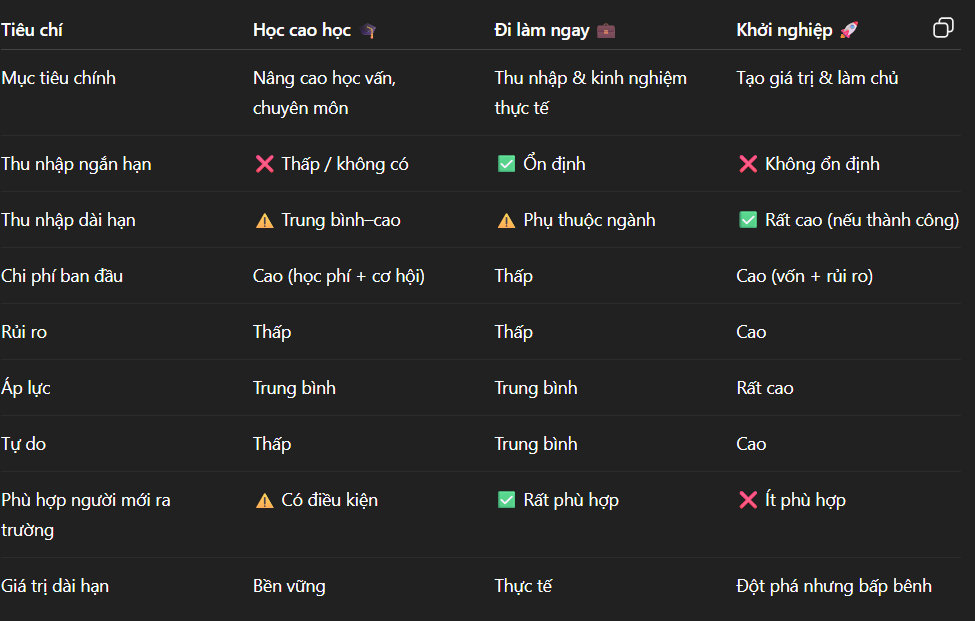 Tiêu chí Học cao học 🎓 Đi làm ngay 💼 Khởi nghiệp 🚀
Mục tiêu chính Nâng cao học vấn, Thu nhập & kinh nghiệm Tạo giá trị & làm chủ
chuyên môn thực tế
Thu nhập ngắn hạn ❌ Thấp / không có ✅ Ổn định ❌ Không ổn định
Thu nhập dài hạn ⚠️ Trung bình–cao ⚠️ Phụ thuộc ngành ✅ Rất cao (nếu thành công)
Chi phí ban đầu Cao (học phí + cơ hội) Thấp Cao (vốn + rủi ro)
Rủi ro Thấp Thấp Cao
Áp lực Trung bình Trung bình Rất cao
Tự do Thấp Trung bình Cao
Phù hợp người mới ra ⚠️ Có điều kiện ✅ Rất phù hợp ❌ Ít phù hợp
trường
Giá trị dài hạn Bền vững Thực tế Đột phá nhưng bấp bênh